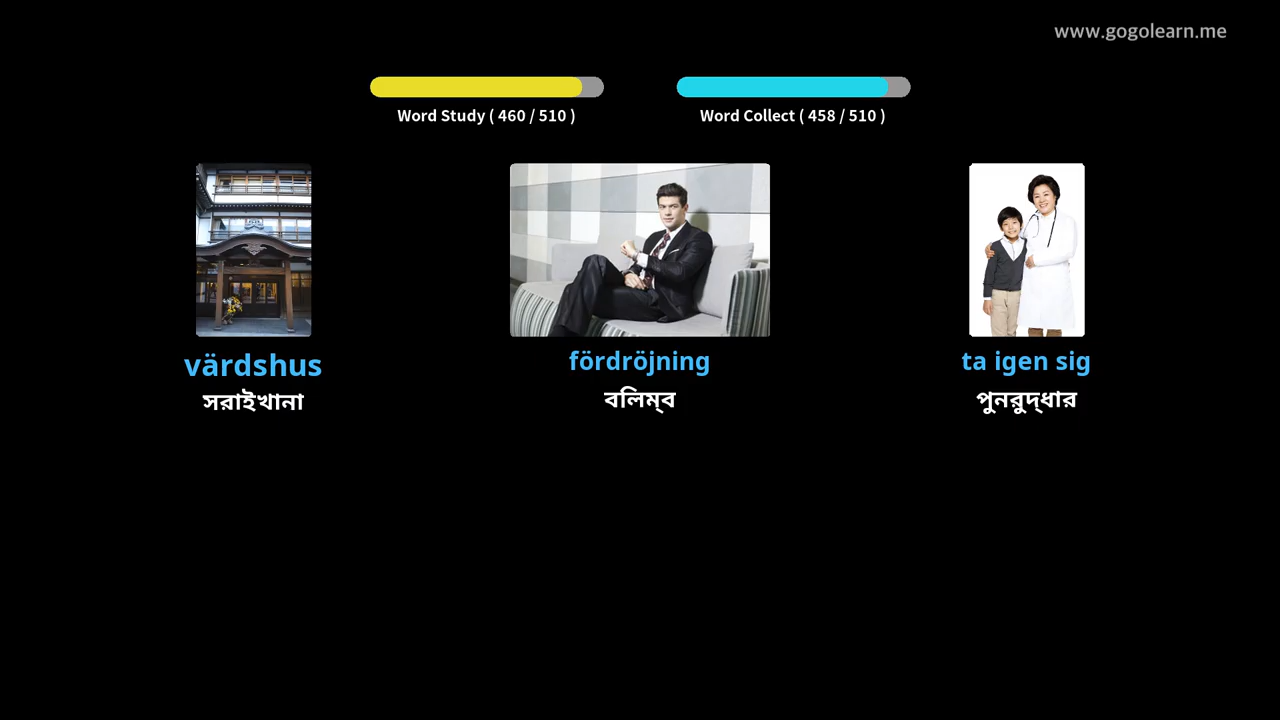 www.gogolearn.me
Word Study ( 460 / 510 )
Word Collect ( 458 / 510 )
värdshus
সরাইখানা
fördröjning
বলিম্ব
ta igen sig
পুনরুদ্ধার